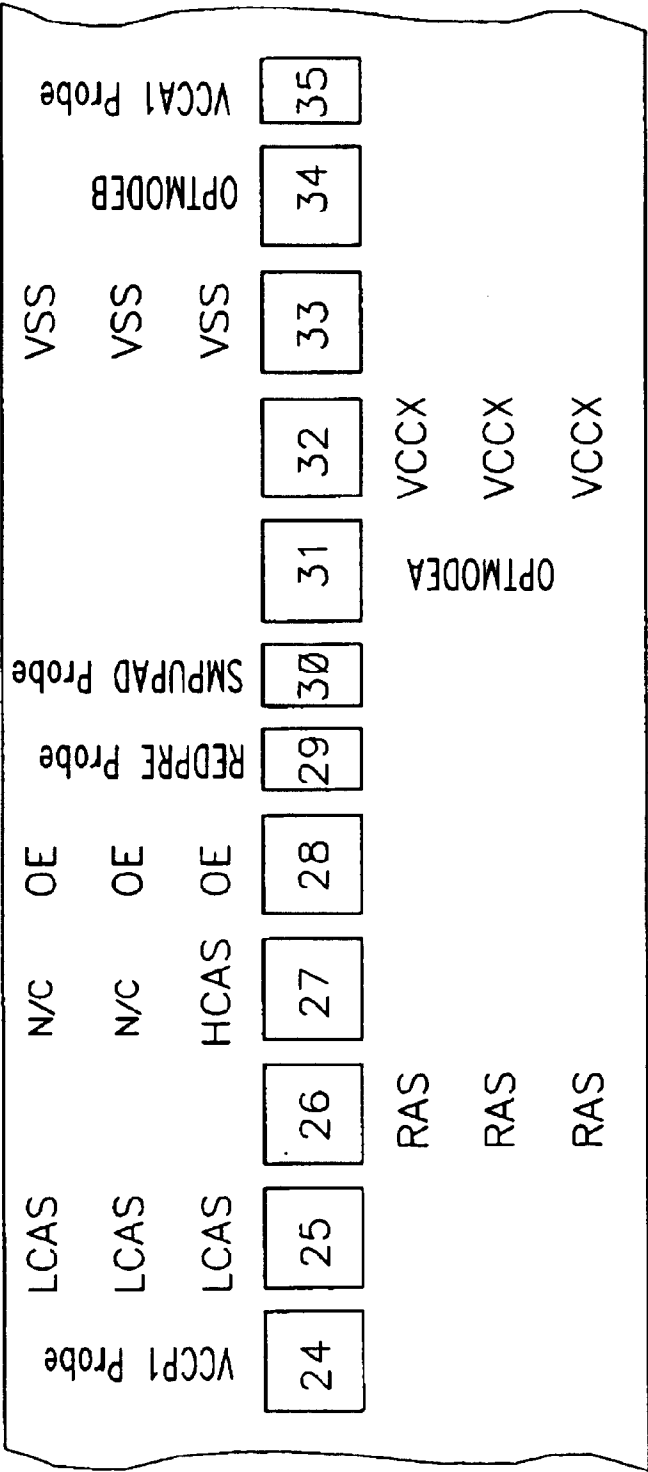 VCCA1 Probe
35
OPTMODEB
34
VSS VSS VSS
33
32
VCCX VCCX VCCX
31
OPTMODEA
SMPUPAD Probe
30
REDPRE Probe
29
OE OE OE
28
N/C N/C HCAS
27
26
RAS RAS RAS
LCAS LCAS LCAS
25
VCCP1 Probe
24